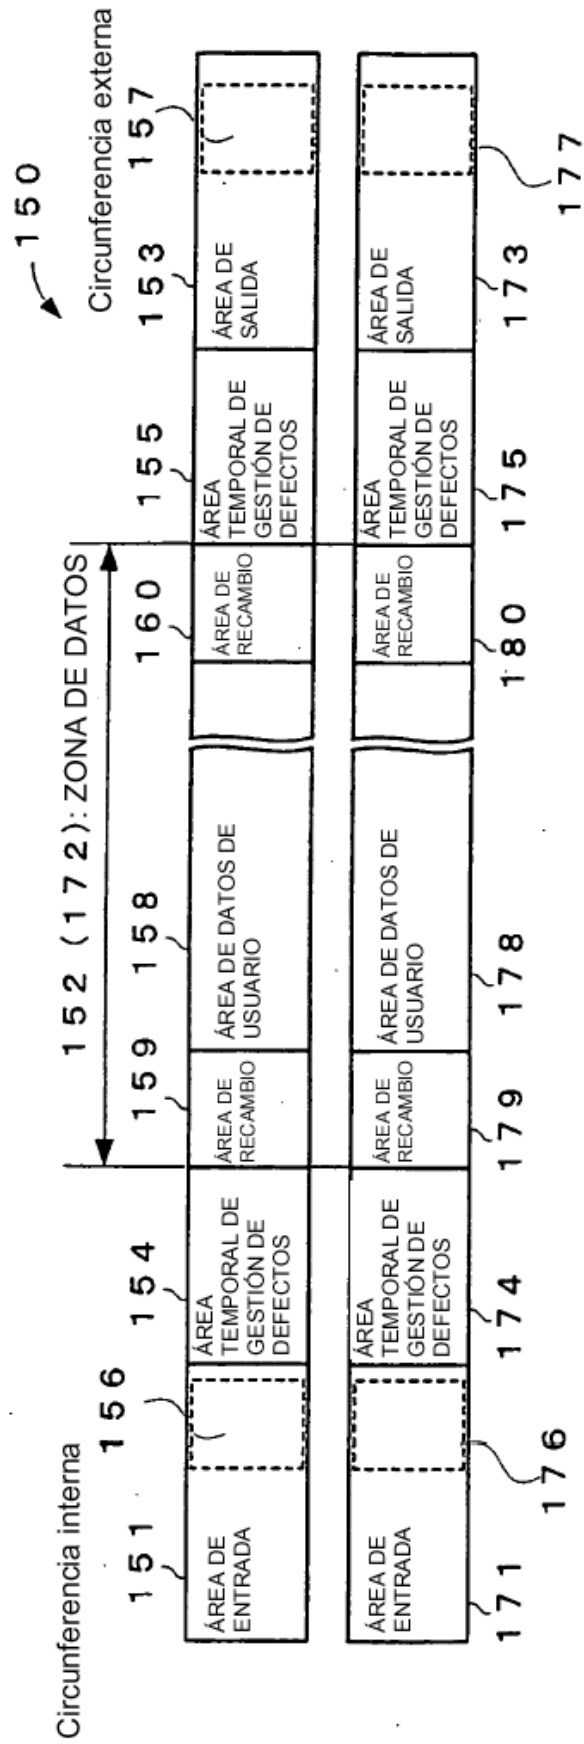 150
Circunferencia interna
Circunferencia externa
152 (172): ZONA DE DATOS
151
156
154
159
158
160
155
153
157
ÁREA DE
ENTRADA
ÁREA
TEMPORAL DE
GESTIÓN DE
DEFECTOS
ÁREA DE
RECAMBIO
ÁREA DE DATOS DE
USUARIO
ÁREA DE
RECAMBIO
ÁREA
TEMPORAL DE
GESTIÓN DE
DEFECTOS
ÁREA DE
SALIDA
ÁREA DE
ENTRADA
ÁREA
TEMPORAL DE
GESTIÓN DE
DEFECTOS
ÁREA DE
RECAMBIO
ÁREA DE DATOS DE
USUARIO
ÁREA DE
RECAMBIO
ÁREA
TEMPORAL DE
GESTIÓN DE
DEFECTOS
ÁREA DE
SALIDA
171
176
174
179
178
180
175
173
177